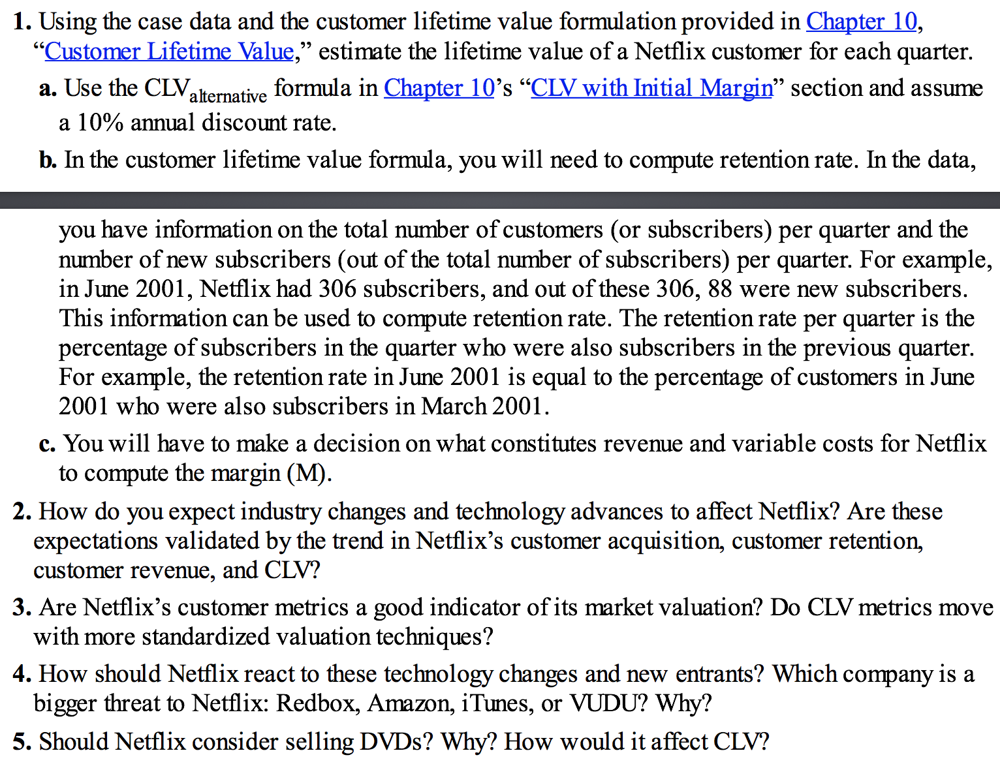 1. Using the case data and the customer lifetime value formulation provided in Chapter 10,
“Customer Lifetime Value,” estimate the lifetime value of a Netflix customer for each quarter.
a. Use the CLValternative formula in Chapter 10’s “CLV with Initial Margin” section and assume
a 10% annual discount rate.
b. In the customer lifetime value formula, you will need to compute retention rate. In the data,
you have information on the total number of customers (or subscribers) per quarter and the
number of new subscribers (out of the total number of subscribers) per quarter. For example,
in June 2001, Netflix had 306 subscribers, and out of these 306, 88 were new subscribers.
This information can be used to compute retention rate. The retention rate per quarter is the
percentage of subscribers in the quarter who were also subscribers in the previous quarter.
For example, the retention rate in June 2001 is equal to the percentage of customers in June
2001 who were also subscribers in March 2001.
c. You will have to make a decision on what constitutes revenue and variable costs for Netflix
to compute the margin (M).
2. How do you expect industry changes and technology advances to affect Netflix? Are these
expectations validated by the trend in Netflix’s customer acquisition, customer retention,
customer revenue, and CLV?
3. Are Netflix’s customer metrics a good indicator of its market valuation? Do CLV metrics move
with more standardized valuation techniques?
4. How should Netflix react to these technology changes and new entrants? Which company is a
bigger threat to Netflix: Redbox, Amazon, iTunes, or VUDU? Why?
5. Should Netflix consider selling DVDs? Why? How would it affect CLV?